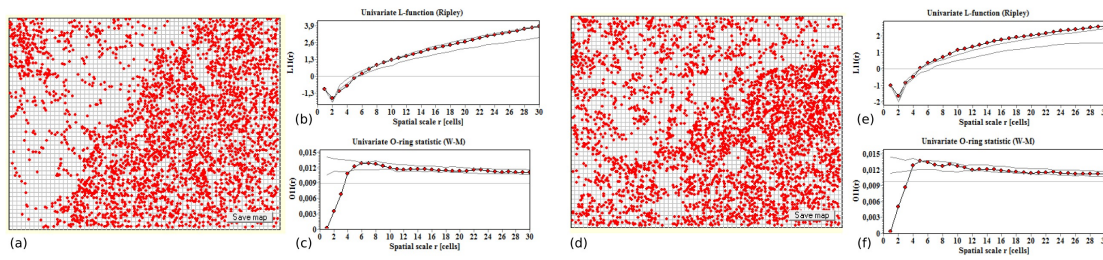 Save map
(a)
Univariate L-function (Ripley)
L11(r)
3,9
2,6
1,3
0
-1,3
0 2 4 6 8 10 12 14 16 18 20 22 24 26 28 30
Spatial scale r [cells]
(b)
Univariate O-ring statistic (W-M)
O11(r)
0,015
0,012
0,009
0,006
0,003
0
0 2 4 6 8 10 12 14 16 18 20 22 24 26 28 30
Spatial scale r [cells]
(c)
Save map
(d)
Univariate L-function (Ripley)
L11(r)
2
1
0
-1
-2
0 2 4 6 8 10 12 14 16 18 20 22 24 26 28 30
Spatial scale r [cells]
(e)
Univariate O-ring statistic (W-M)
O11(r)
0,015
0,012
0,009
0,006
0,003
0
0 2 4 6 8 10 12 14 16 18 20 22 24 26 28 30
Spatial scale r [cells]
(f)